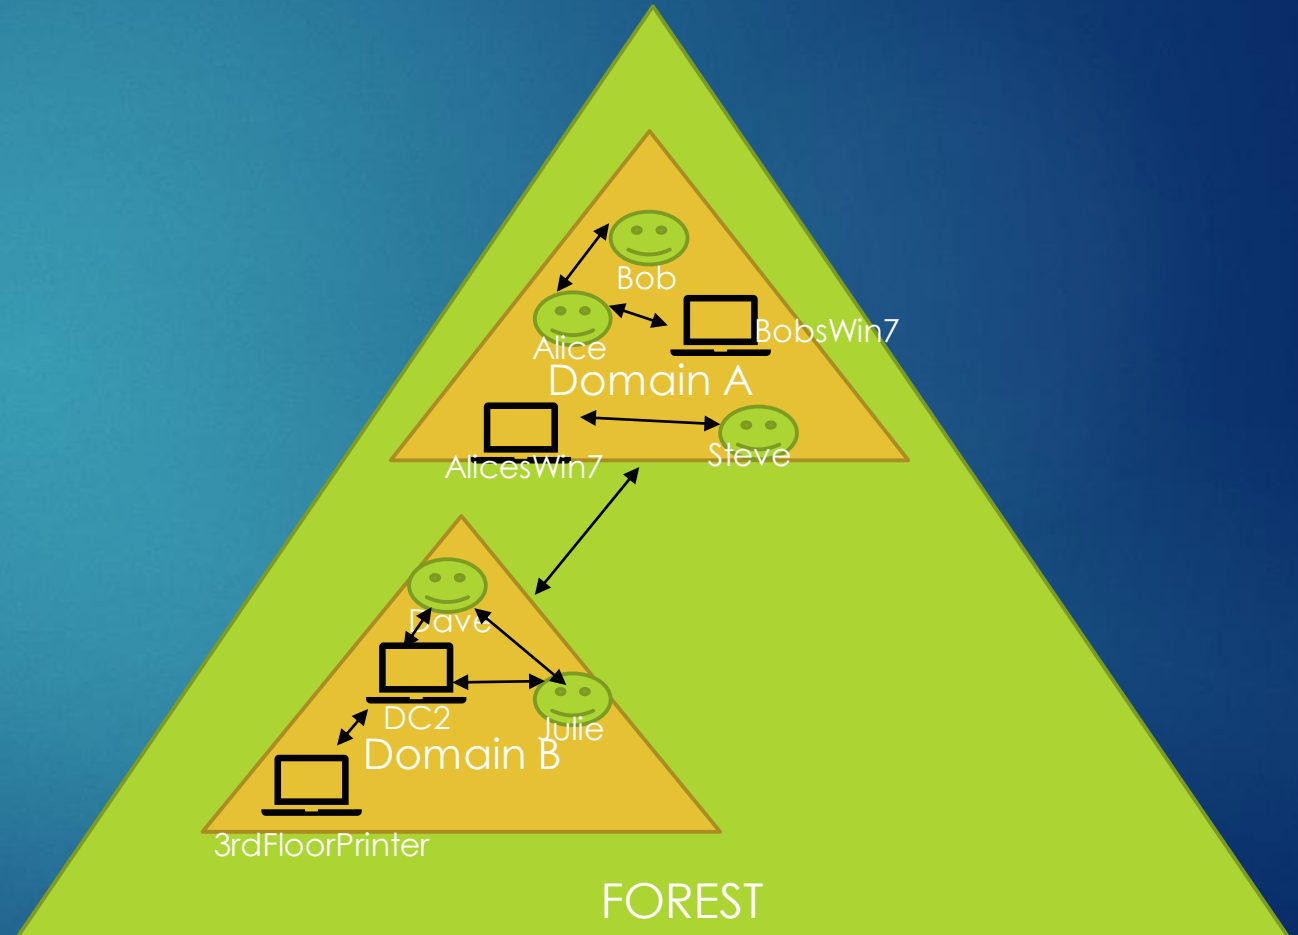 Bob
BobsWin7
Alice
Domain A
Steve
AlicesWin7
Dave
DC2
Julie
Domain B
3rdFloorPrinter
FOREST